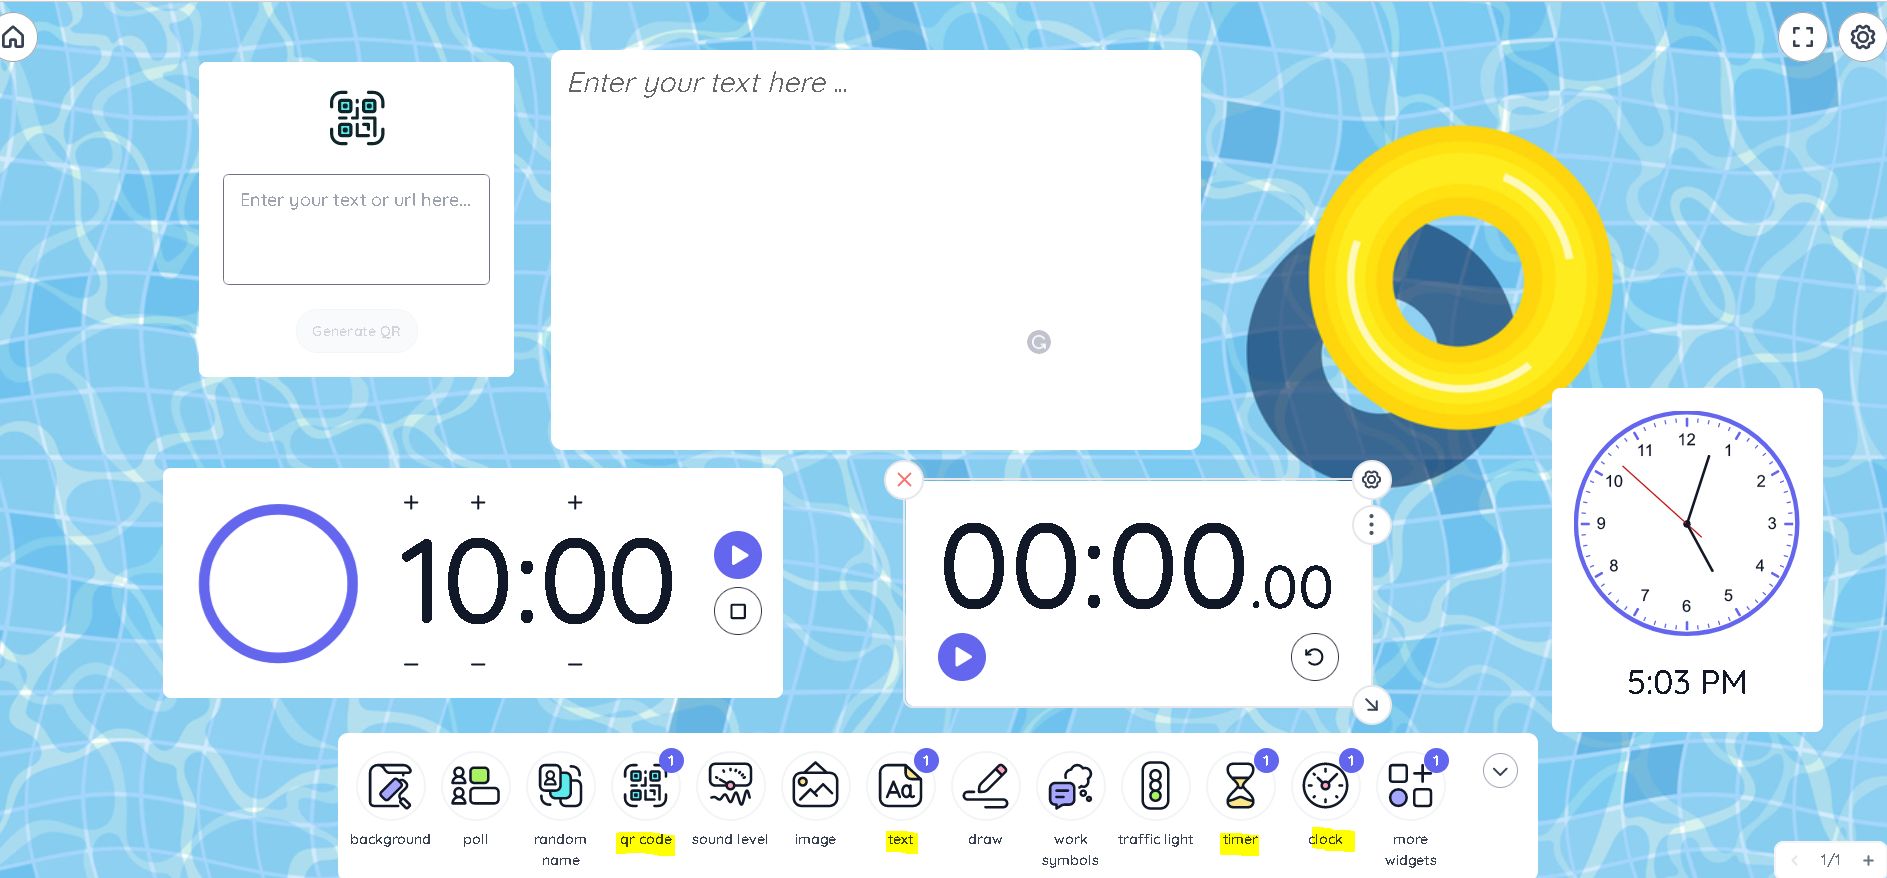 Enter your text here ...
Enter your text or url here...
Generate QR
+ + +
10:00
− − −
00:00.00
12
11 1
10 2
9 3
8 4
7 5
6
5:03 PM
1 1 1 1 1
background poll random name qr code sound level image text draw work symbols traffic light timer clock more widgets
Aa
1/1 +